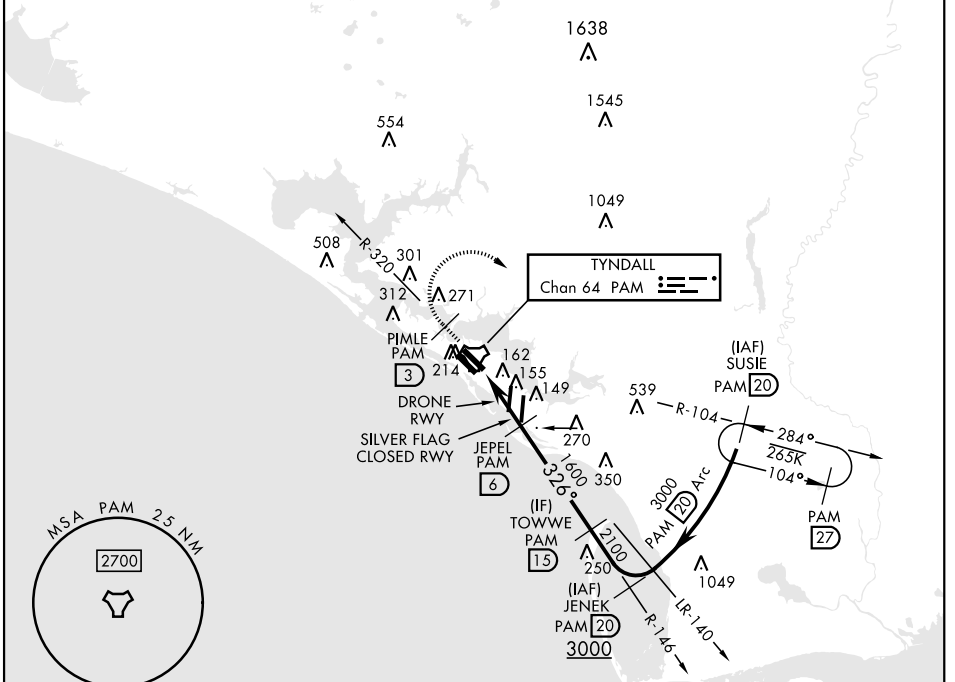 1638
1545
554
1049
508
R-320
301
312
271
TYNDALL
Chan 64 PAM
PIMLE
PAM
3
214
162
155
149
DRONE
RWY
SILVER FLAG
CLOSED RWY
JEPEL
PAM
6
270
539
R-104
(IAF)
SUSIE
PAM 20
284°
265K
104°
PAM
27
350
1600
326°
3000
PAM 20 Arc
(IF)
TOWWE
PAM
15
2100
250
1049
(IAF)
JENEK
PAM 20
3000
R-146
LR-140
MSA PAM 25 NM
2700